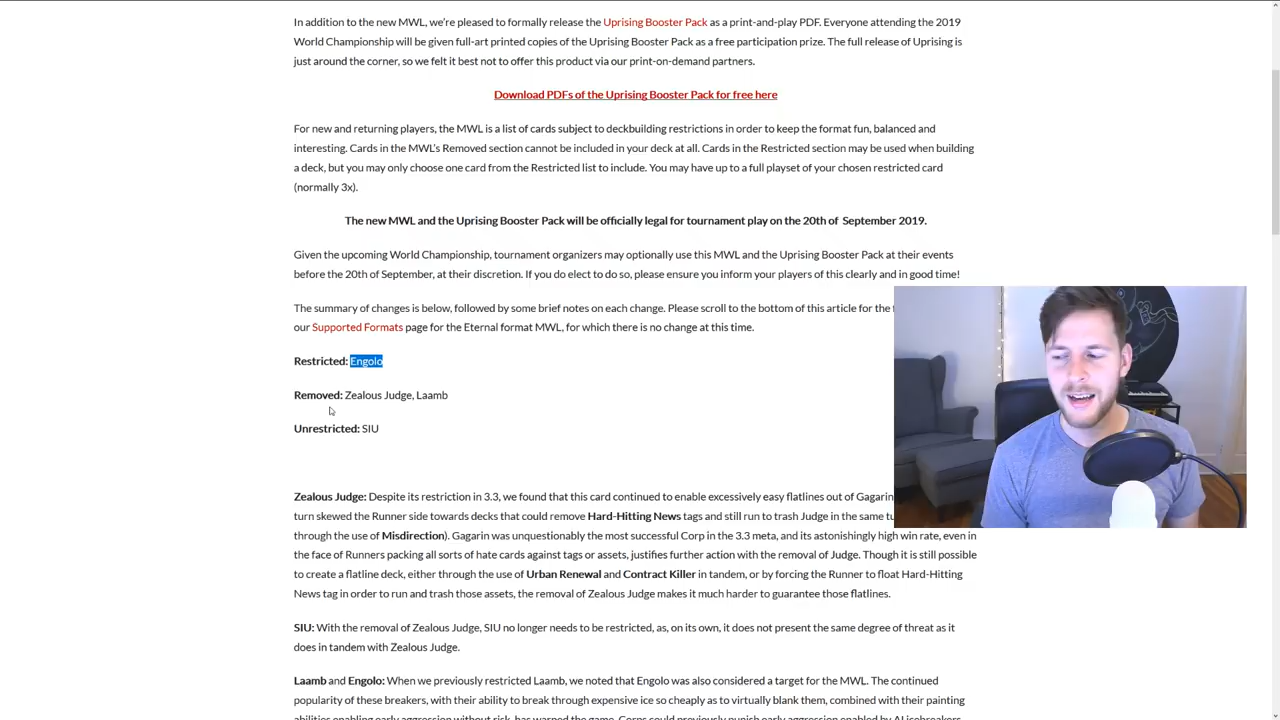 In addition to the new MWL, we're pleased to formally release the Uprising Booster Pack as a print-and-play PDF. Everyone attending the 2019
World Championship will be given full-art printed copies of the Uprising Booster Pack as a free participation prize. The full release of Uprising is
just around the corner, so we felt it best not to offer this product via our print-on-demand partners.
Download PDFs of the Uprising Booster Pack for free here
For new and returning players, the MWL is a list of cards subject to deckbuilding restrictions in order to keep the format fun, balanced and
interesting. Cards in the MWL's Removed section cannot be included in your deck at all. Cards in the Restricted section may be used when building
a deck, but you may only choose one card from the Restricted list to include. You may have up to a full playset of your chosen restricted card
(normally 3x).
The new MWL and the Uprising Booster Pack will be officially legal for tournament play on the 20th of September 2019.
Given the upcoming World Championship, tournament organizers may optionally use this MWL and the Uprising Booster Pack at their events
before the 20th of September, at their discretion. If you do elect to do so, please ensure you inform your players of this clearly and in good time!
The summary of changes is below, followed by some brief notes on each change. Please scroll to the bottom of this article for the
our Supported Formats page for the Eternal format MWL, for which there is no change at this time.
Restricted: Engolo
Removed: Zealous Judge, Laamb
Unrestricted: SIU
Zealous Judge: Despite its restriction in 3.3, we found that this card continued to enable excessively easy flatlines out of Gagarin
turn skewed the Runner side towards decks that could remove Hard-Hitting News tags and still run to trash Judge in the same
through the use of Misdirection). Gagarin was unquestionably the most successful Corp in the 3.3 meta, and its astonishingly high win rate, even in
the face of Runners packing all sorts of hate cards against tags or assets, justifies further action with the removal of Judge. Though it is still possible
to create a flatline deck, either through the use of Urban Renewal and Contract Killer in tandem, or by forcing the Runner to float Hard-Hitting
News tag in order to run and trash those assets, the removal of Zealous Judge makes it much harder to guarantee those flatlines.
SIU: With the removal of Zealous Judge, SIU no longer needs to be restricted, as, on its own, it does not present the same degree of threat as it
does in tandem with Zealous Judge.
Laamb and Engolo: When we previously restricted Laamb, we noted that Engolo was also considered a target for the MWL. The continued
popularity of these breakers, with their ability to break through expensive ice so cheaply as to virtually blank them, combined with their painting
abilities enabling early aggression without risk, has warped the game. Corps could previously punish early aggression enabled by AI icebreakers